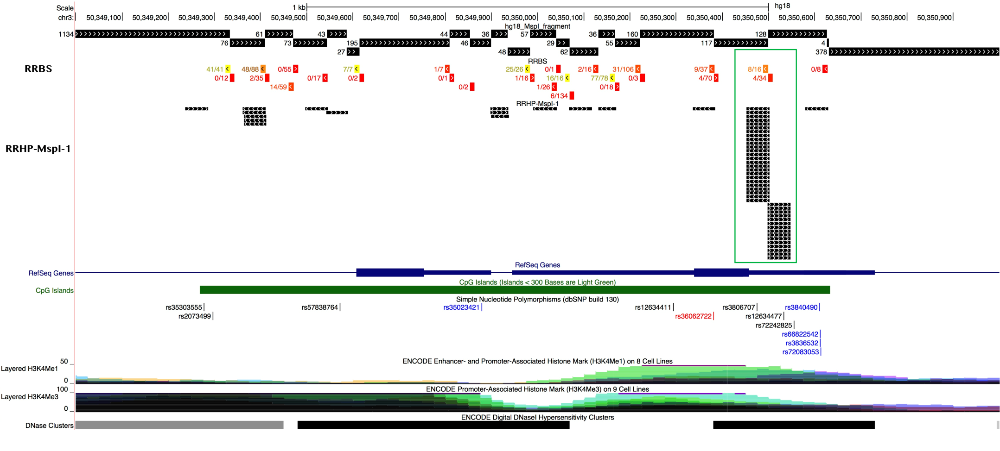 Scale 1 kb hg18
chr3: 50,349,100 50,349,200 50,349,300 50,349,400 50,349,500 50,349,600 50,349,700 50,349,800 50,349,900 50,350,000 50,350,100 50,350,200 50,350,300 50,350,400 50,350,500 50,350,600 50,350,700 50,350,800 50,350,900
hg18_MspI_fragment
1134 61 43 44 36 57 36 160 128
76 73 195 46 29 55 117 4
27 48 62 378
RRBS
RRBS 41/41 48/88 0/55 7/7 1/7 25/26 0/1 2/16 31/106 9/37 8/16 0/8
0/12 2/35 0/17 0/2 0/1 1/16 16/16 77/78 0/3 4/70 4/34
14/59 0/2 1/26 0/18
6/134
RRHP-MspI-1
RRHP-MspI-1
RefSeq Genes
RefSeq Genes
CpG Islands (Islands < 300 Bases are Light Green)
CpG Islands
Simple Nucleotide Polymorphisms (dbSNP build 130)
rs35303555 rs57838764 rs35023421 rs12634411 rs3806707 rs3840490
rs2073499 rs36062722 rs12634477
rs72242825
rs66822542
rs3836532
rs72083053
ENCODE Enhancer- and Promoter-Associated Histone Mark (H3K4Me1) on 8 Cell Lines
50
Layered H3K4Me1
0
ENCODE Promoter-Associated Histone Mark (H3K4Me3) on 9 Cell Lines
100
Layered H3K4Me3
0
ENCODE Digital DNaseI Hypersensitivity Clusters
DNase Clusters